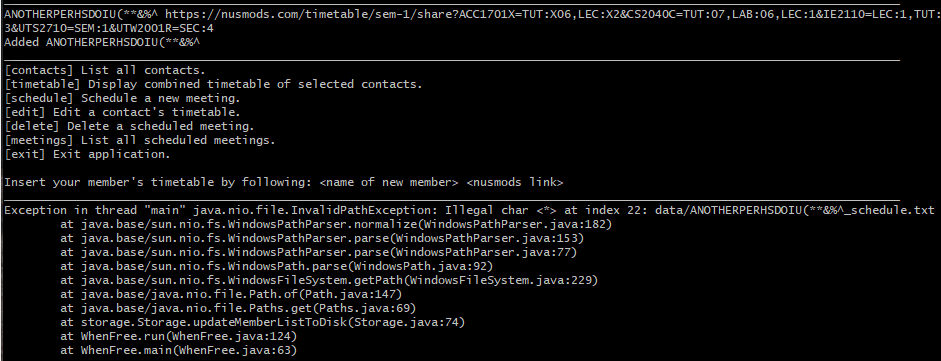 ANOTHERPERHSDOIU(**&%^ https://nusmods.com/timetable/sem-1/share?ACC1701X=TUT:X06,LEC:X2&CS2040C=TUT:07,LAB:06,LEC:1&IE2110=LEC:1,TUT:
3&UTS2710=SEM:1&UTW2001R=SEC:4
Added ANOTHERPERHSDOIU(**&%^
[contacts] List all contacts.
[timetable] Display combined timetable of selected contacts.
[schedule] Schedule a new meeting.
[edit] Edit a contact's timetable.
[delete] Delete a scheduled meeting.
[meetings] List all scheduled meetings.
[exit] Exit application.
Insert your member's timetable by following: <name of new member> <nusmods link>
Exception in thread "main" java.nio.file.InvalidPathException: Illegal char <*> at index 22: data/ANOTHERPERHSDOIU(**&%^_schedule.txt
at java.base/sun.nio.fs.WindowsPathParser.normalize(WindowsPathParser.java:182)
at java.base/sun.nio.fs.WindowsPathParser.parse(WindowsPathParser.java:153)
at java.base/sun.nio.fs.WindowsPathParser.parse(WindowsPathParser.java:77)
at java.base/sun.nio.fs.WindowsPath.parse(WindowsPath.java:92)
at java.base/sun.nio.fs.WindowsFileSystem.getPath(WindowsFileSystem.java:229)
at java.base/java.nio.file.Path.of(Path.java:147)
at java.base/java.nio.file.Paths.get(Paths.java:69)
at storage.Storage.updateMemberListToDisk(Storage.java:74)
at WhenFree.run(WhenFree.java:124)
at WhenFree.main(WhenFree.java:63)